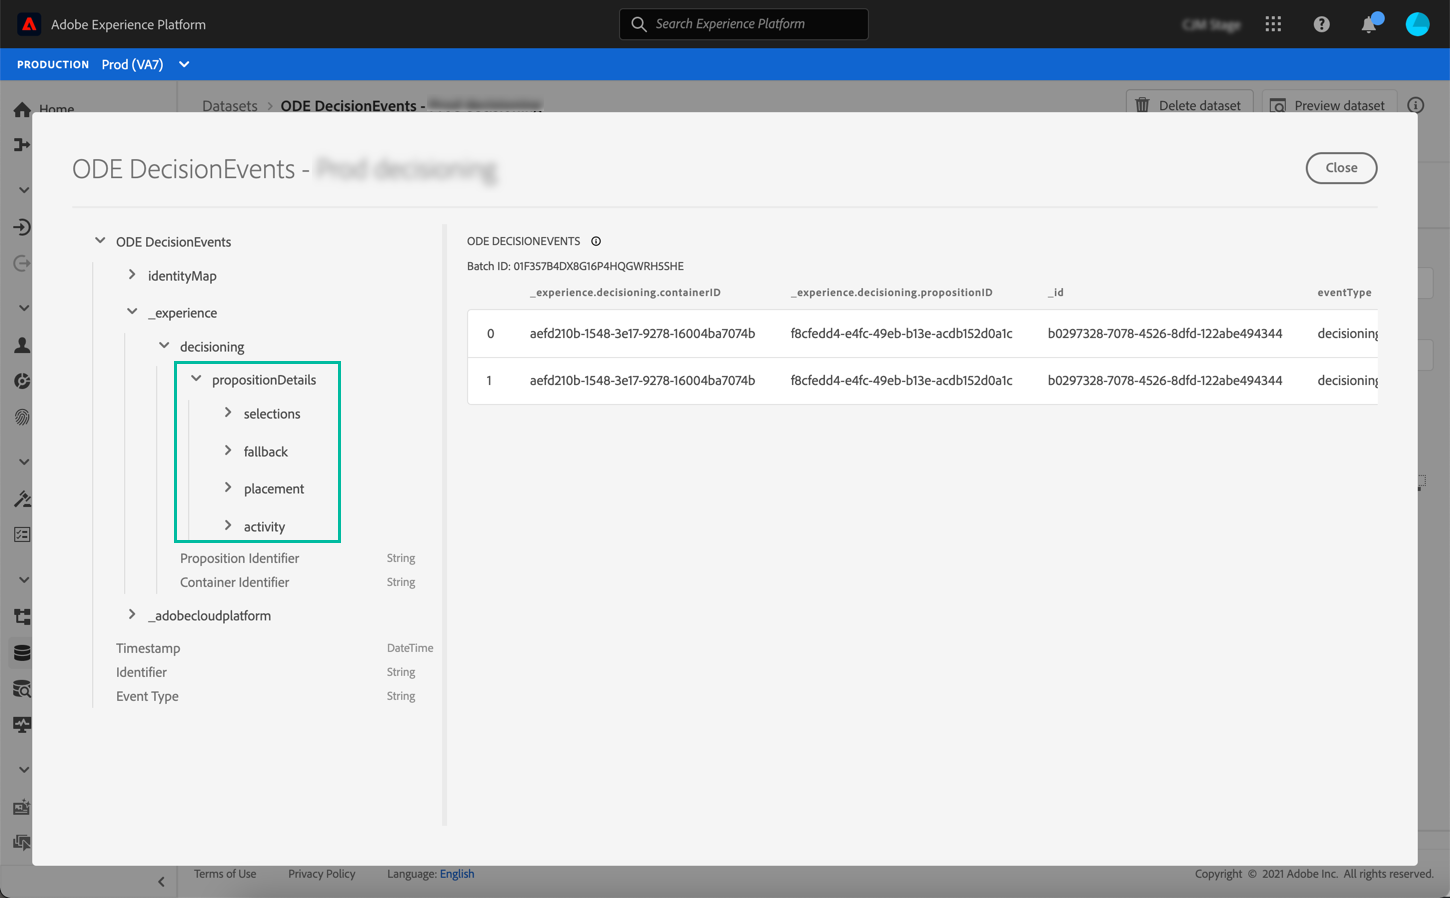 Adobe Experience Platform
Search Experience Platform
PRODUCTION Prod (VA7)
Home
Datasets > ODE DecisionEvents -
Delete dataset
Preview dataset
ODE DecisionEvents -
Close
ODE DecisionEvents
identityMap
_experience
decisioning
propositionDetails
selections
fallback
placement
activity
Proposition Identifier String
Container Identifier String
_adobecloudplatform
Timestamp DateTime
Identifier String
Event Type String
ODE DECISIONEVENTS
Batch ID: 01F357B4DX8G16P4HQGWRH5SHE
_experience.decisioning.containerID _experience.decisioning.propositionID _id eventType
0 aefd210b-1548-3e17-9278-16004ba7074b f8cfedd4-e4fc-49eb-b13e-acdb152d0a1c b0297328-7078-4526-8dfd-122abe494344 decisioning
1 aefd210b-1548-3e17-9278-16004ba7074b f8cfedd4-e4fc-49eb-b13e-acdb152d0a1c b0297328-7078-4526-8dfd-122abe494344 decisioning
Terms of Use Privacy Policy Language: English
Copyright © 2021 Adobe Inc. All rights reserved.